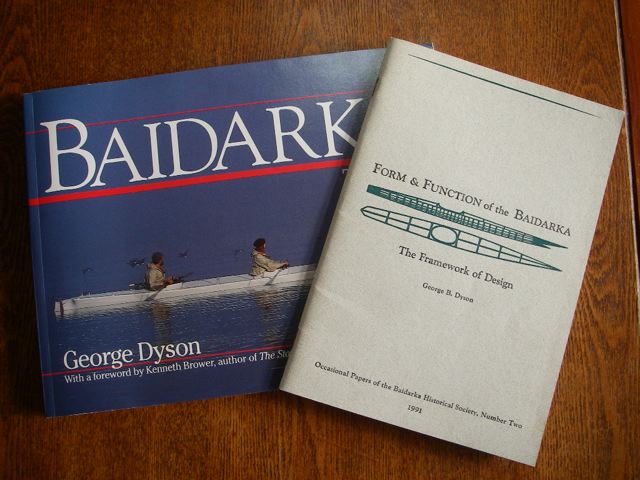 BAIDARK
George Dyson
With a foreword by Kenneth Brower, author of The
FORM & FUNCTION of the BAIDARKA
The Framework of Design
George B. Dyson
Occasional Papers of the Baidarka Historical Society, Number Two
1991